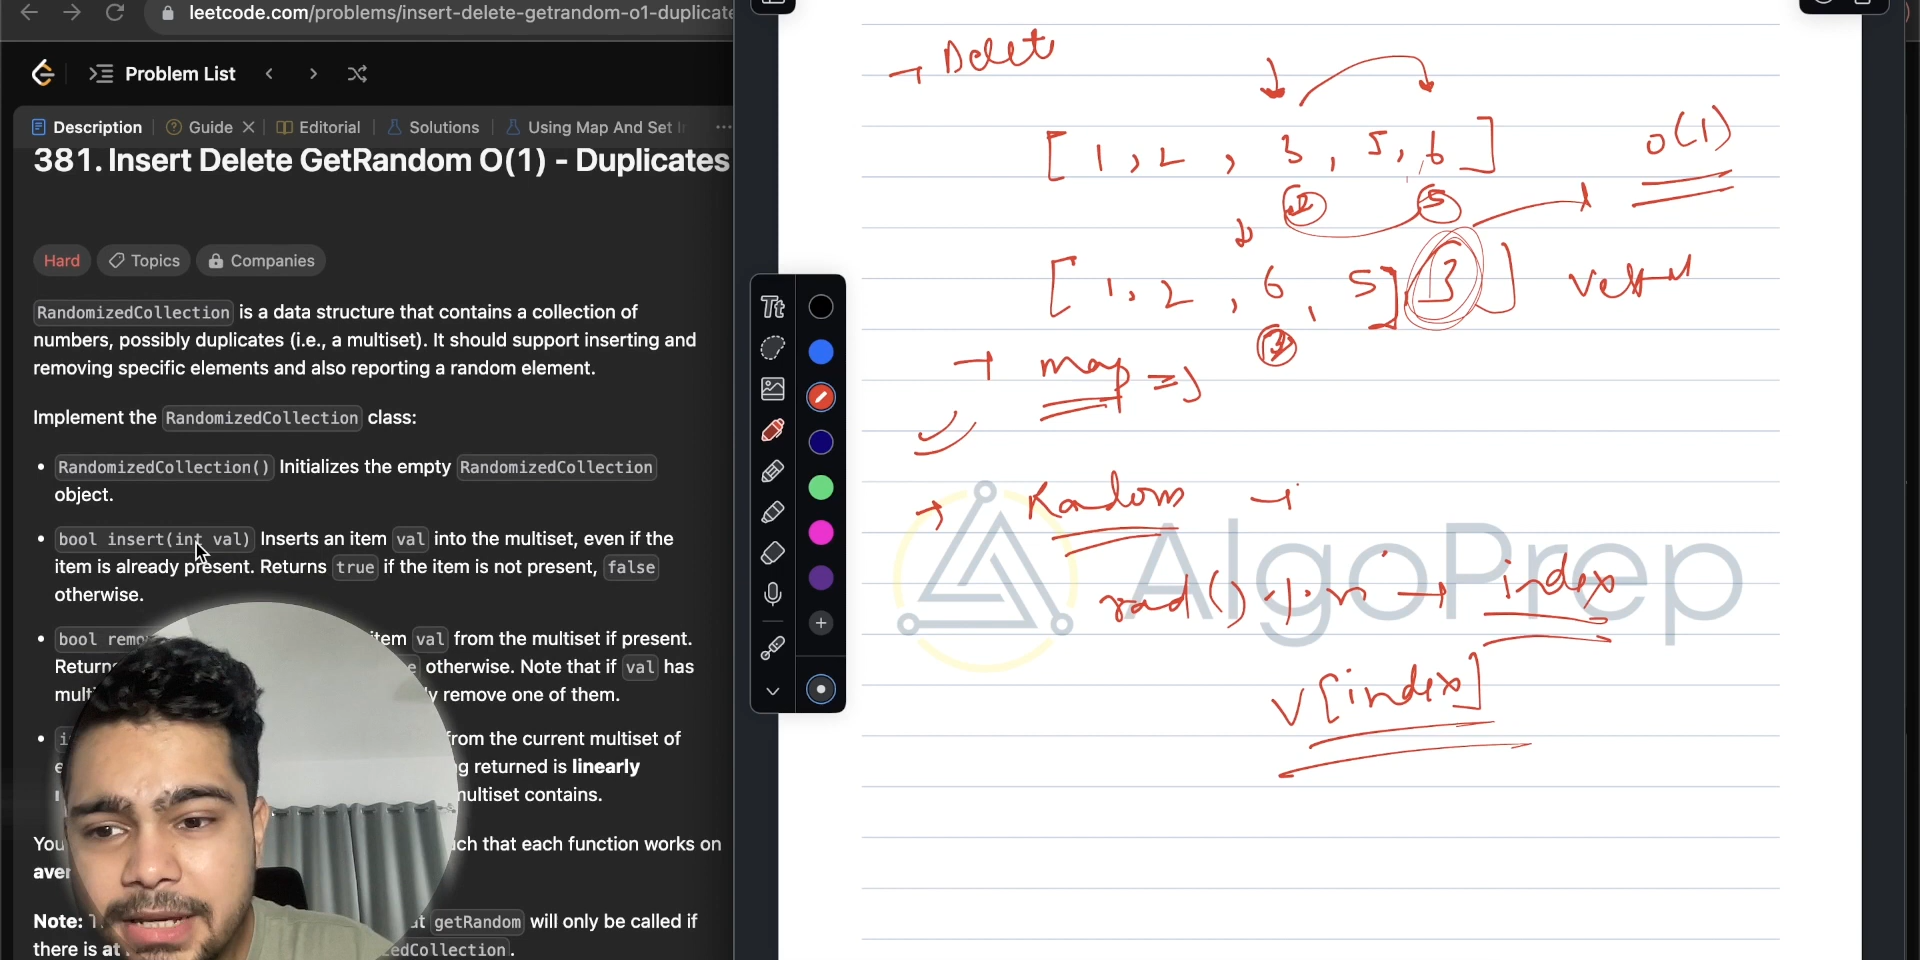 leetcode.com/problems/insert-delete-getrandom-o1-duplicate
Problem List
Description
Guide
Editorial
Solutions
Using Map And Set
381. Insert Delete GetRandom O(1) - Duplicates
Hard
Topics
Companies
RandomizedCollection is a data structure that contains a collection of
numbers, possibly duplicates (i.e., a multiset). It should support inserting and
removing specific elements and also reporting a random element.
Implement the RandomizedCollection class:
RandomizedCollection() Initializes the empty RandomizedCollection
object.
bool insert(int val) Inserts an item val into the multiset, even if the
item is already present. Returns true if the item is not present, false
otherwise.
bool item val from the multiset if present.
otherwise. Note that if val has
remove one of them.
from the current multiset of
returned is linearly
multiset contains.
You that each function works on
Note: getRandom will only be called if
there is
Delete
[ 1, 2, 3, 5, 6 ]
O(1)
5
[ 1, 2, 6, 5] 3 ]
map =>
Random
AlgoPrep
() % n → index
v[index]
Tt